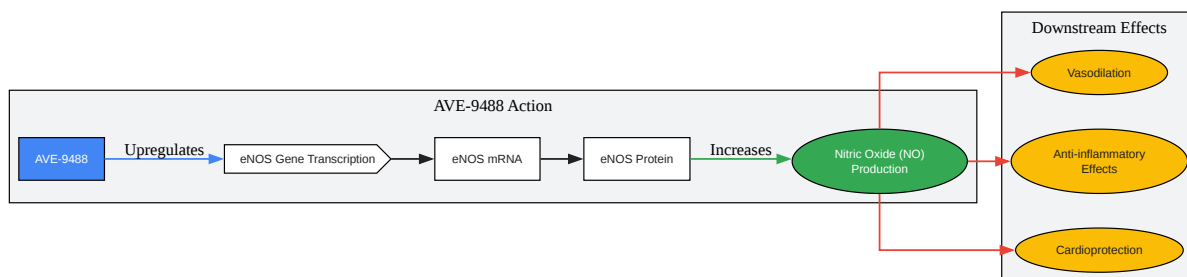 Downstream Effects
Vasodilation
AVE-9488 Action
AVE-9488
Upregulates
eNOS Gene Transcription
eNOS mRNA
eNOS Protein
Increases
Nitric Oxide (NO)
Production
Anti-inflammatory
Effects
Cardioprotection